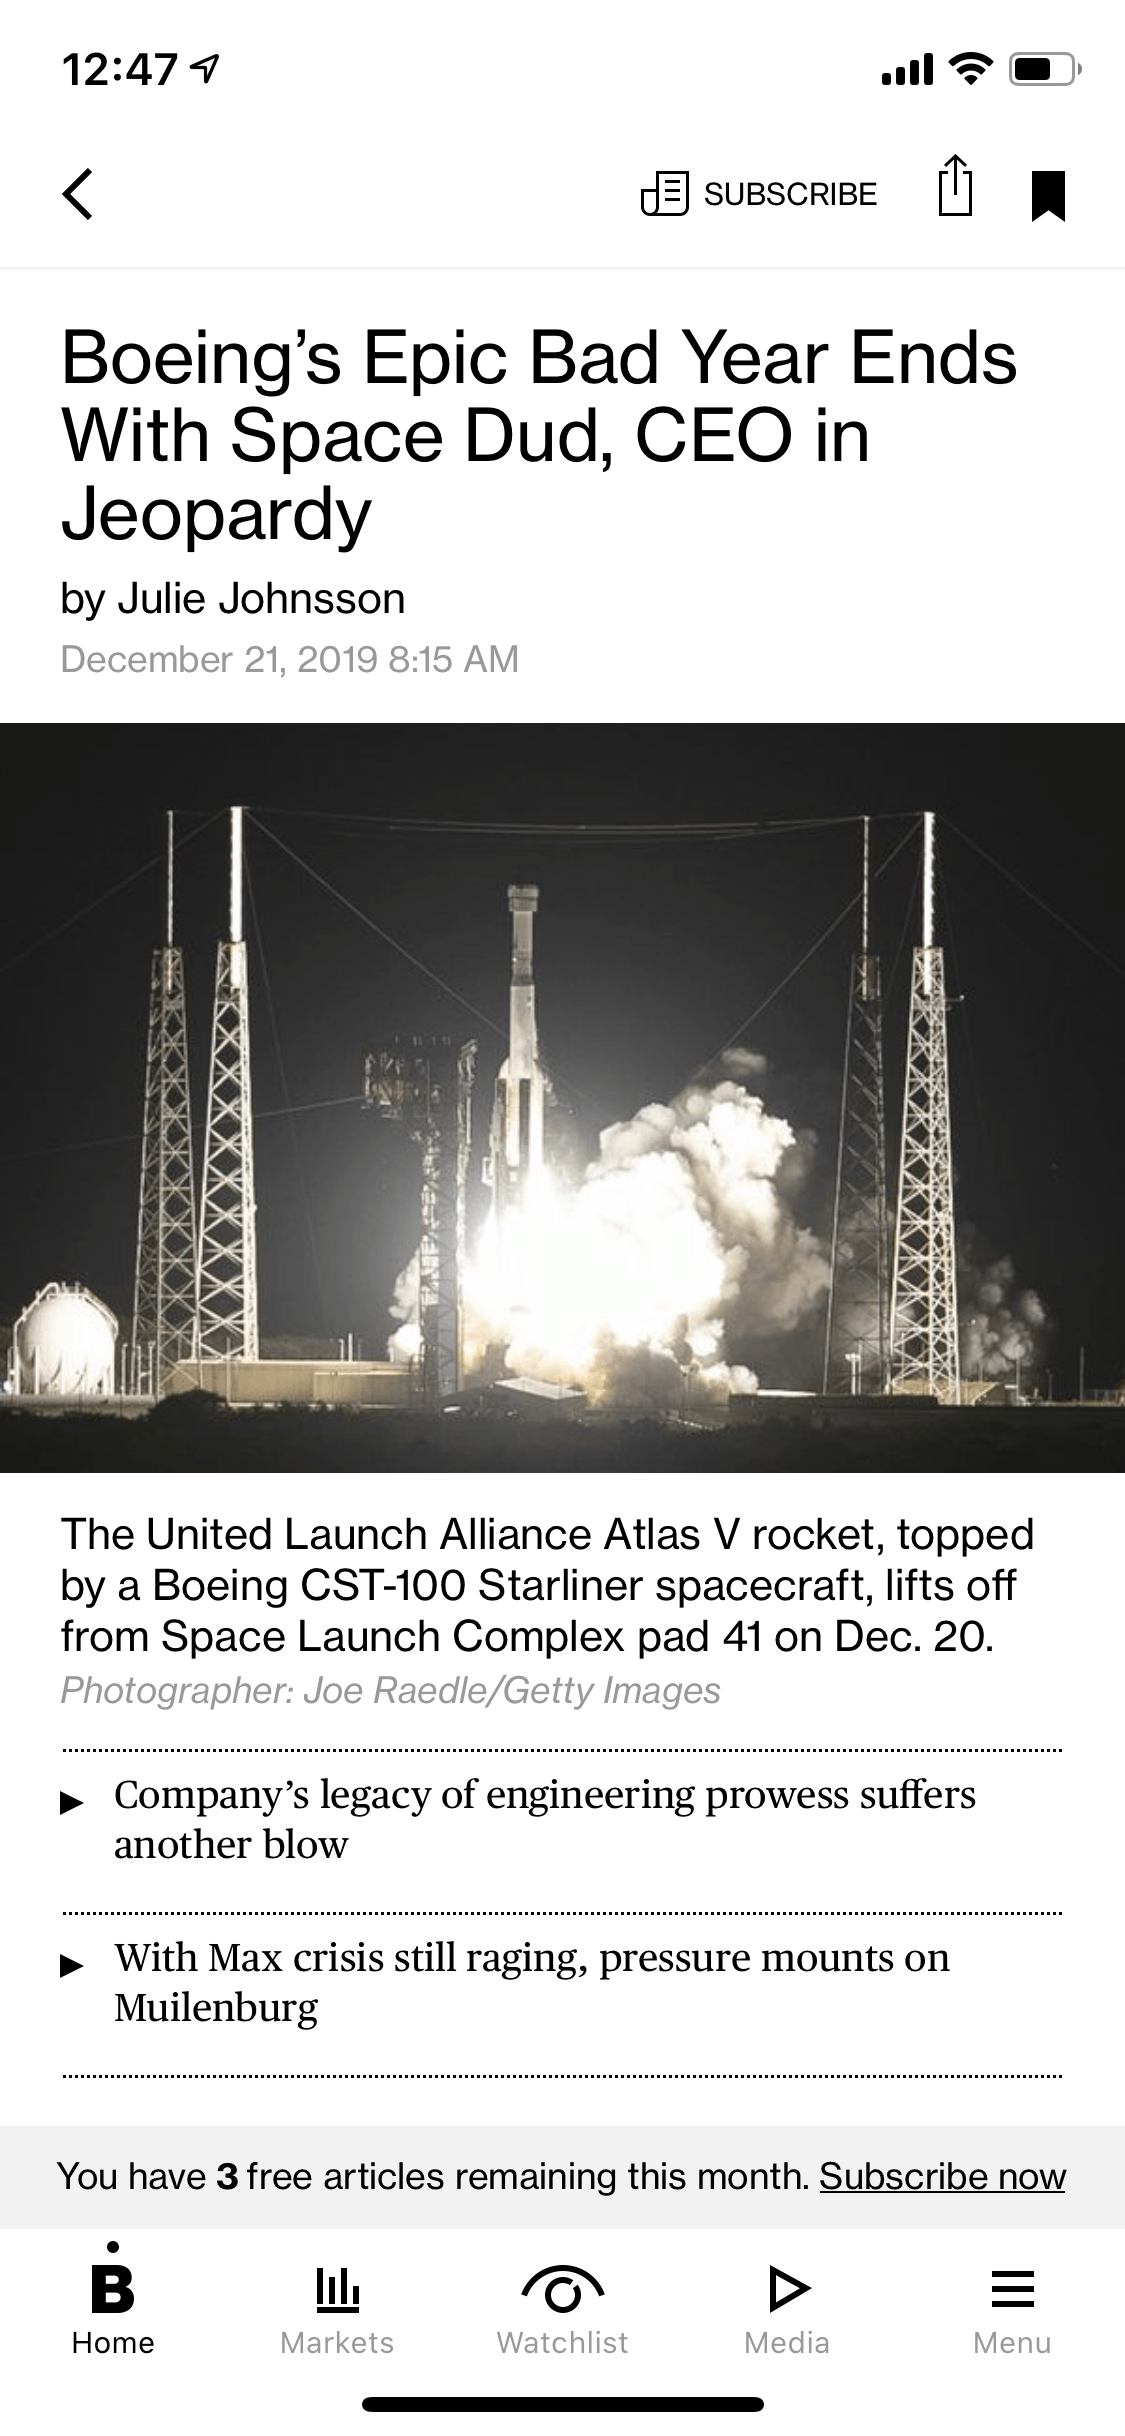 12:47
SUBSCRIBE
Boeing’s Epic Bad Year Ends
With Space Dud, CEO in
Jeopardy
by Julie Johnsson
December 21, 2019 8:15 AM
The United Launch Alliance Atlas V rocket, topped
by a Boeing CST-100 Starliner spacecraft, lifts off
from Space Launch Complex pad 41 on Dec. 20.
Photographer: Joe Raedle/Getty Images
Company’s legacy of engineering prowess suffers
another blow
With Max crisis still raging, pressure mounts on
Muilenburg
You have 3 free articles remaining this month. Subscribe now
B
Home Markets Watchlist Media Menu